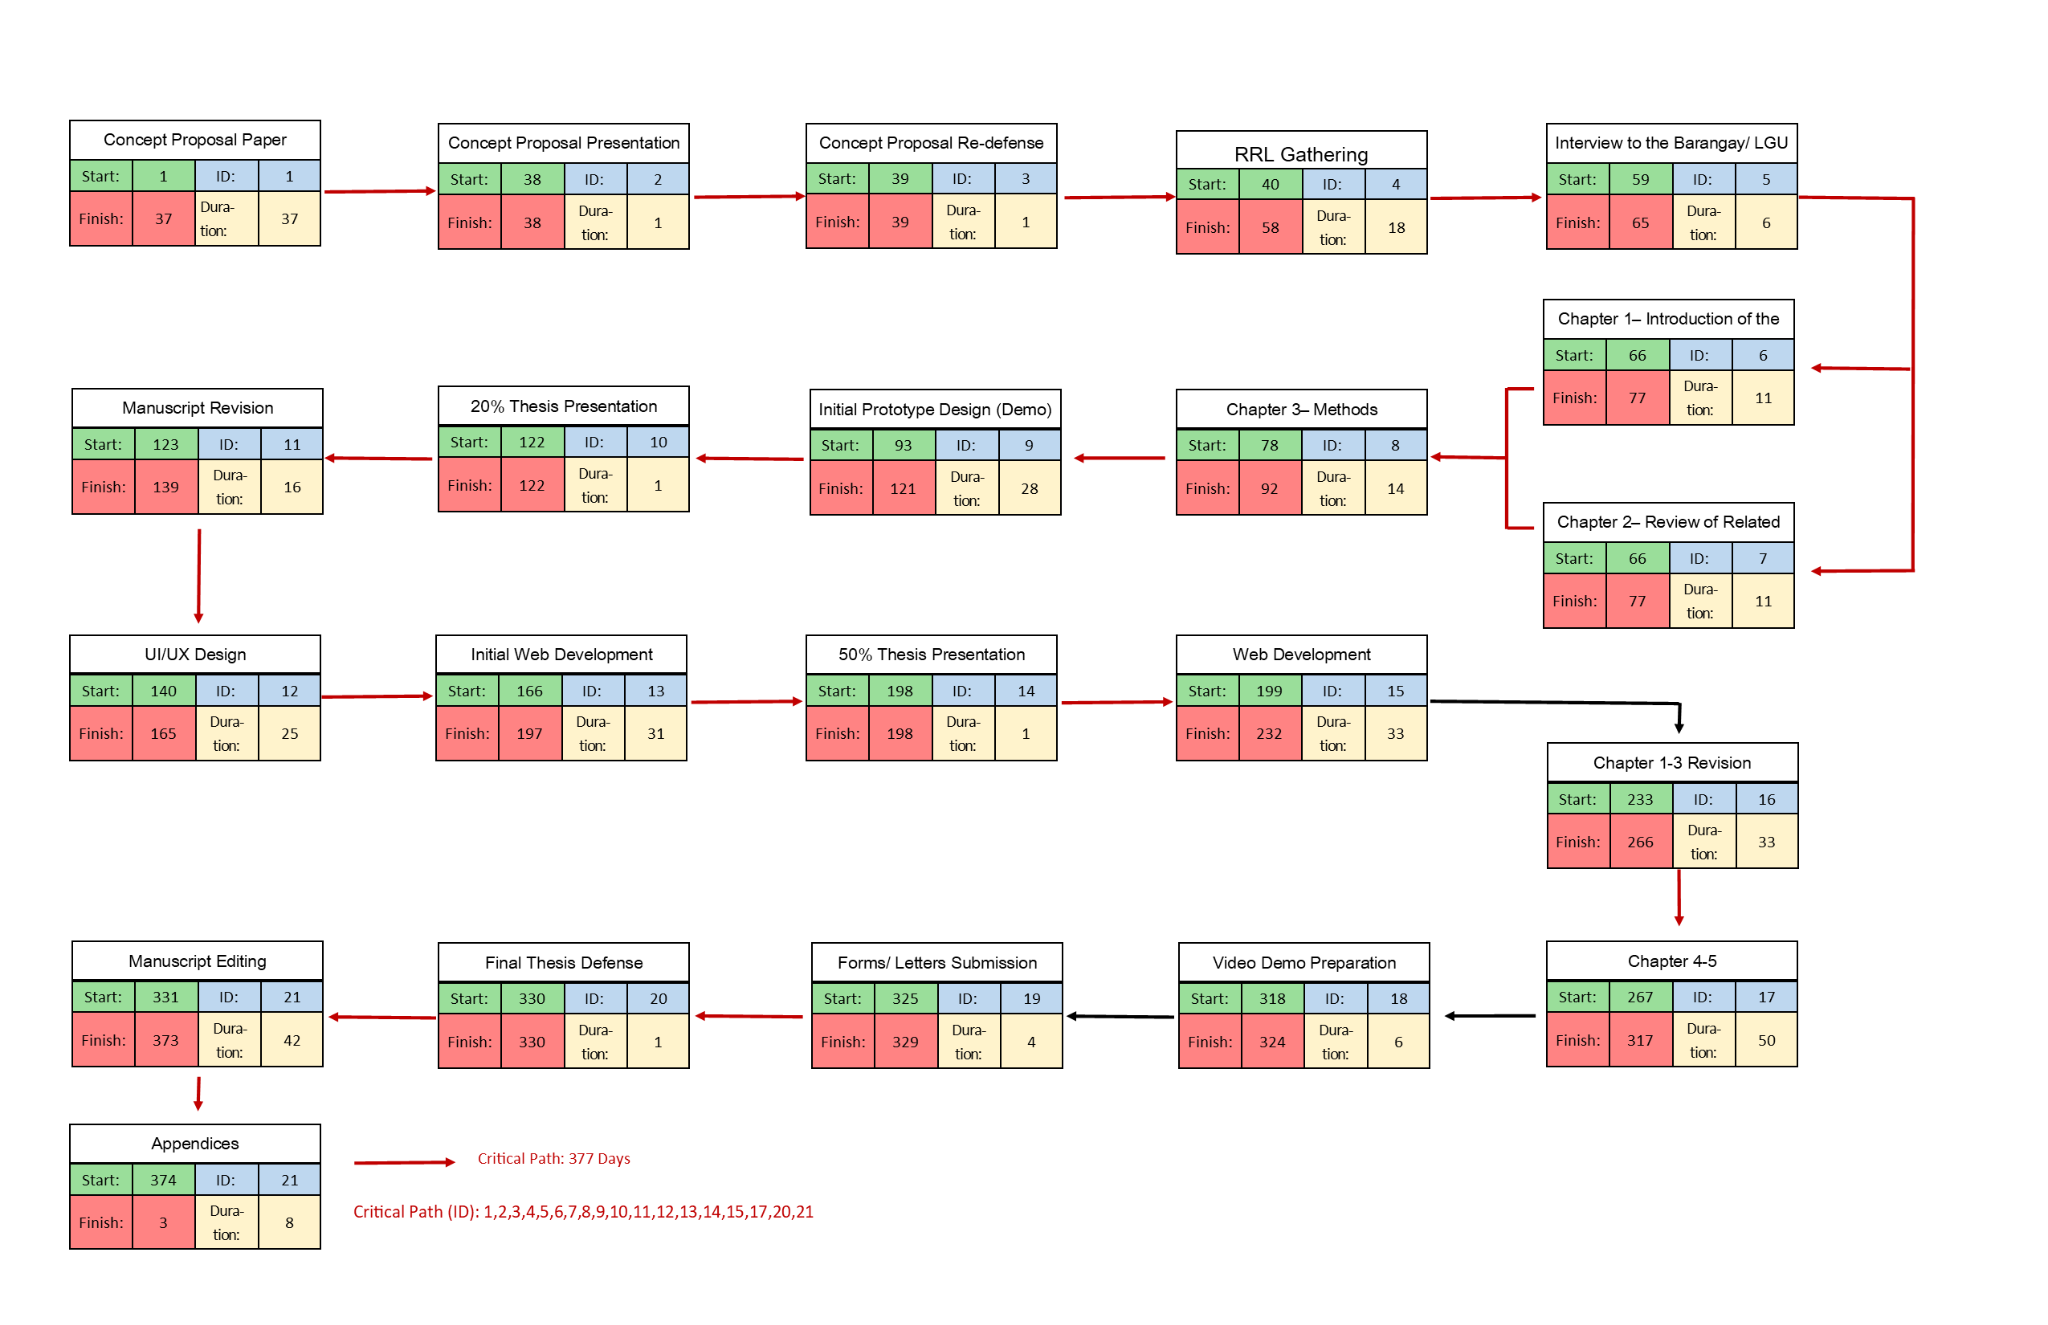 Concept Proposal Paper
Start: 1 ID: 1
Finish: 37 Dura-
tion: 37
Concept Proposal Presentation
Start: 38 ID: 2
Finish: 38 Dura-
tion: 1
Concept Proposal Re-defense
Start: 39 ID: 3
Finish: 39 Dura-
tion: 1
RRL Gathering
Start: 40 ID: 4
Finish: 58 Dura-
tion: 18
Interview to the Barangay/ LGU
Start: 59 ID: 5
Finish: 65 Dura-
tion: 6
Chapter 1– Introduction of the
Start: 66 ID: 6
Finish: 77 Dura-
tion: 11
Chapter 2– Review of Related
Start: 66 ID: 7
Finish: 77 Dura-
tion: 11
Chapter 3– Methods
Start: 78 ID: 8
Finish: 92 Dura-
tion: 14
Initial Prototype Design (Demo)
Start: 93 ID: 9
Finish: 121 Dura-
tion: 28
20% Thesis Presentation
Start: 122 ID: 10
Finish: 122 Dura-
tion: 1
Manuscript Revision
Start: 123 ID: 11
Finish: 139 Dura-
tion: 16
UI/UX Design
Start: 140 ID: 12
Finish: 165 Dura-
tion: 25
Initial Web Development
Start: 166 ID: 13
Finish: 197 Dura-
tion: 31
50% Thesis Presentation
Start: 198 ID: 14
Finish: 198 Dura-
tion: 1
Web Development
Start: 199 ID: 15
Finish: 232 Dura-
tion: 33
Chapter 1-3 Revision
Start: 233 ID: 16
Finish: 266 Dura-
tion: 33
Chapter 4-5
Start: 267 ID: 17
Finish: 317 Dura-
tion: 50
Video Demo Preparation
Start: 318 ID: 18
Finish: 324 Dura-
tion: 6
Forms/ Letters Submission
Start: 325 ID: 19
Finish: 329 Dura-
tion: 4
Final Thesis Defense
Start: 330 ID: 20
Finish: 330 Dura-
tion: 1
Manuscript Editing
Start: 331 ID: 21
Finish: 373 Dura-
tion: 42
Appendices
Start: 374 ID: 21
Finish: 3 Dura-
tion: 8
Critical Path: 377 Days
Critical Path (ID): 1,2,3,4,5,6,7,8,9,10,11,12,13,14,15,17,20,21